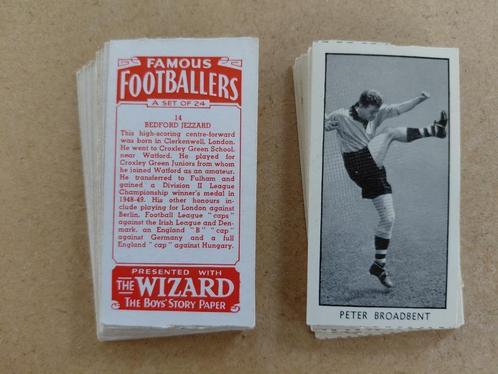 FAMOUS
FOOTBALLERS
A SET OF 24
14
BEDFORD JEZZARD
This high-scoring centre-forward
was born in Clerkenwell, London.
He went to Croxley Green School,
near Watford. He played for
Croxley Green Juniors from whom
he joined Watford as an amateur.
He transferred to Fulham and
gained a Division II League
Championship winner's medal in
1948-49. His other honours in-
clude playing for London against
Berlin, Football League "caps"
against the Irish League and Den-
mark, an England "B" "cap"
against Germany and a full
England "cap" against Hungary.
PRESENTED WITH
THE WIZARD
THE BOYS' STORY PAPER
PETER BROADBENT